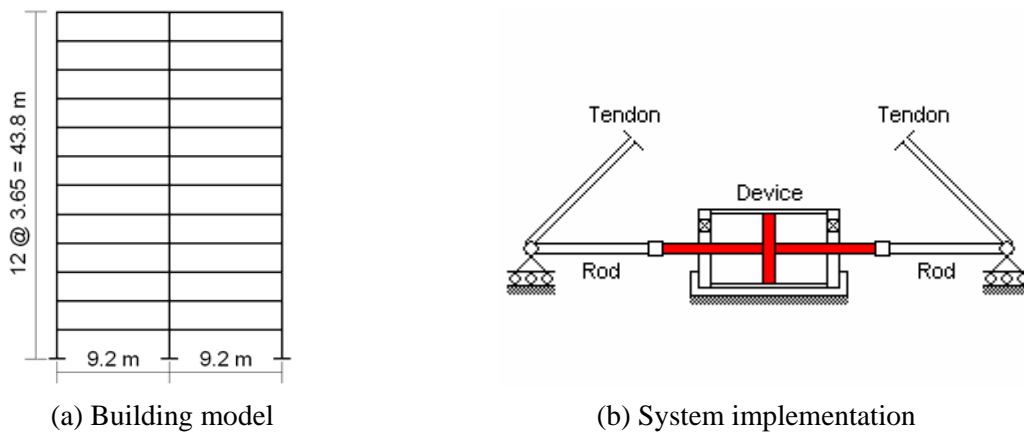 12 @ 3.65 = 43.8 m
9.2 m
9.2 m
Tendon
Tendon
Device
Rod
Rod
(a) Building model
(b) System implementation